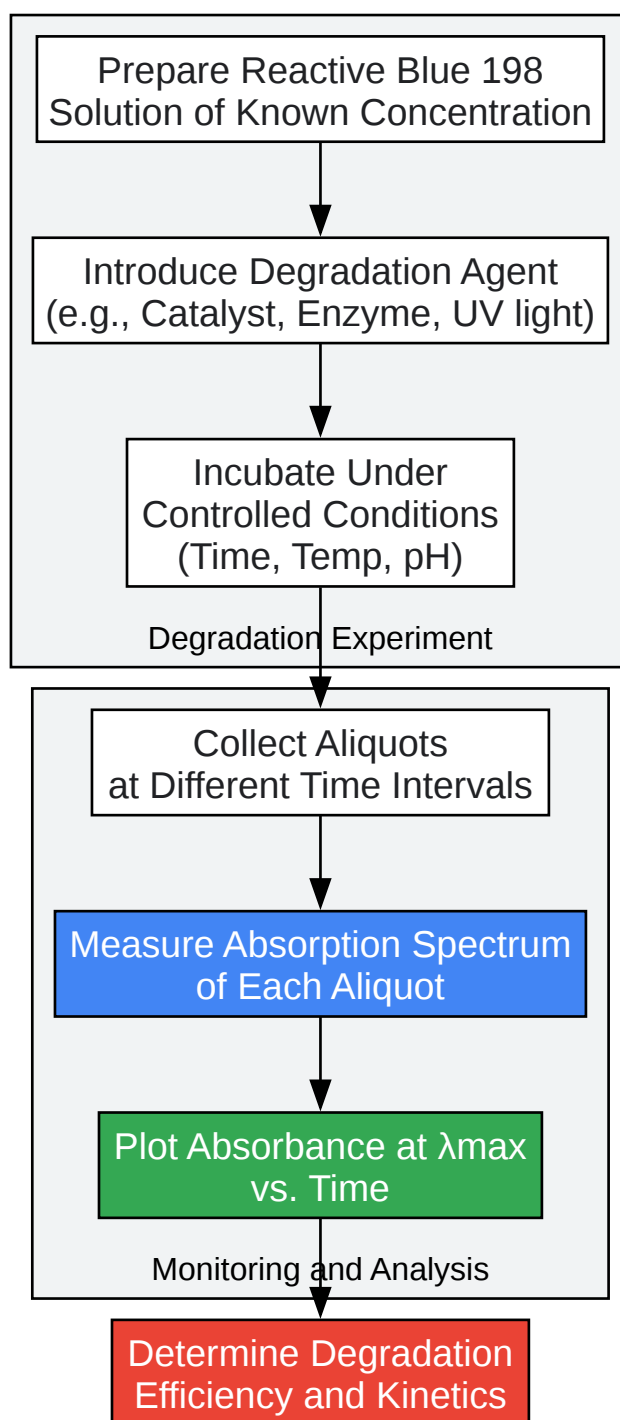 Prepare Reactive Blue 198
Solution of Known Concentration
Introduce Degradation Agent
(e.g., Catalyst, Enzyme, UV light)
Incubate Under
Controlled Conditions
(Time, Temp, pH)
Degradation Experiment
Collect Aliquots
at Different Time Intervals
Measure Absorption Spectrum
of Each Aliquot
Plot Absorbance at λmax
vs. Time
Monitoring and Analysis
Determine Degradation
Efficiency and Kinetics